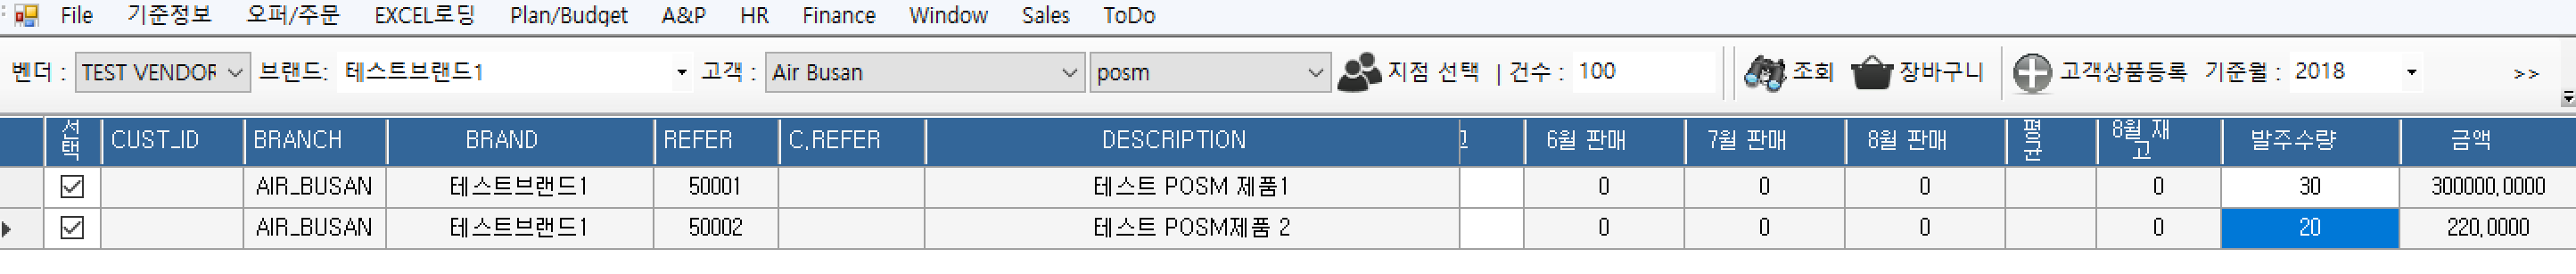 File 기준정보 오퍼/주문 EXCEL로딩 Plan/Budget A&P HR Finance Window Sales ToDo
벤더 : TEST VENDOR 브랜드: 테스트브랜드1 고객 : Air Busan posm 지점 선택 | 건수 : 100 조회 장바구니 고객상품등록 기준월 : 2018 >>
선택 CUST_ID BRANCH BRAND REFER C.REFER DESCRIPTION 6월 판매 7월 판매 8월 판매 평균 8월 재고 발주수량 금액
AIR_BUSAN 테스트브랜드1 50001 테스트 POSM 제품1 0 0 0 0 30 300000.0000
AIR_BUSAN 테스트브랜드1 50002 테스트 POSM제품 2 0 0 0 0 20 220.0000